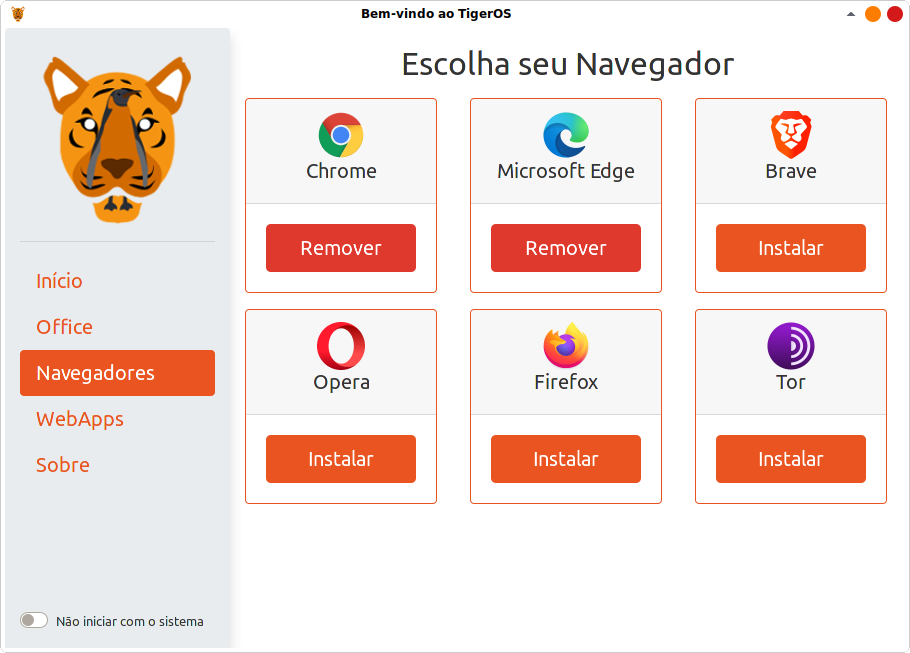 Bem-vindo ao TigerOS
Início
Office
Navegadores
WebApps
Sobre
Não iniciar com o sistema
Escolha seu Navegador
Chrome
Remover
Microsoft Edge
Remover
Brave
Instalar
Opera
Instalar
Firefox
Instalar
Tor
Instalar